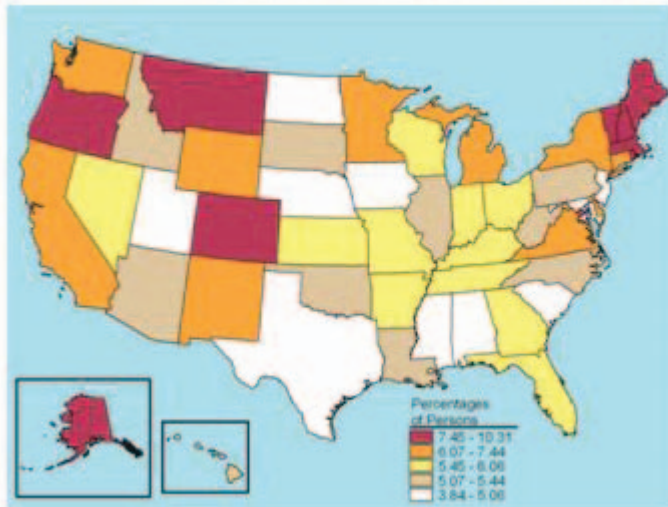 Percentages
of Persons
7.45 - 10.31
6.07 - 7.44
5.45 - 6.06
5.07 - 5.44
3.84 - 5.06